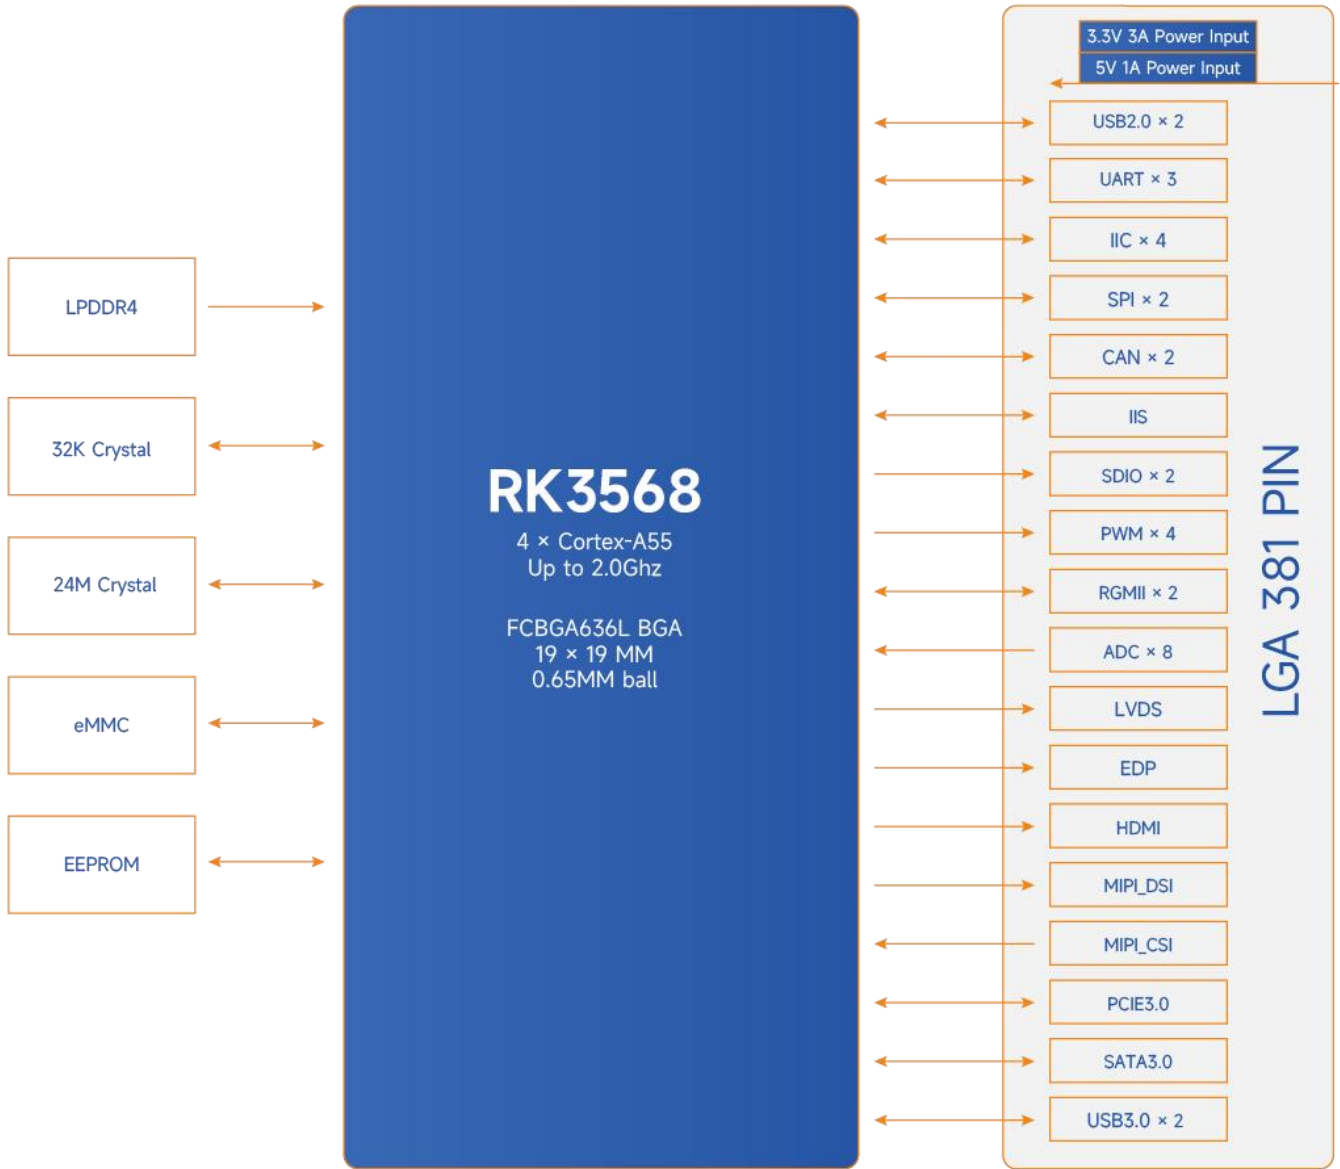 LPDDR4
32K Crystal
24M Crystal
eMMC
EEPROM
RK3568
4 × Cortex-A55
Up to 2.0Ghz
FCBGA636L BGA
19 × 19 MM
0.65MM ball
3.3V 3A Power Input
5V 1A Power Input
USB2.0 × 2
UART × 3
IIC × 4
SPI × 2
CAN × 2
IIS
SDIO × 2
PWM × 4
RGMII × 2
ADC × 8
LVDS
EDP
HDMI
MIPI_DSI
MIPI_CSI
PCIE3.0
SATA3.0
USB3.0 × 2
LGA 381 PIN